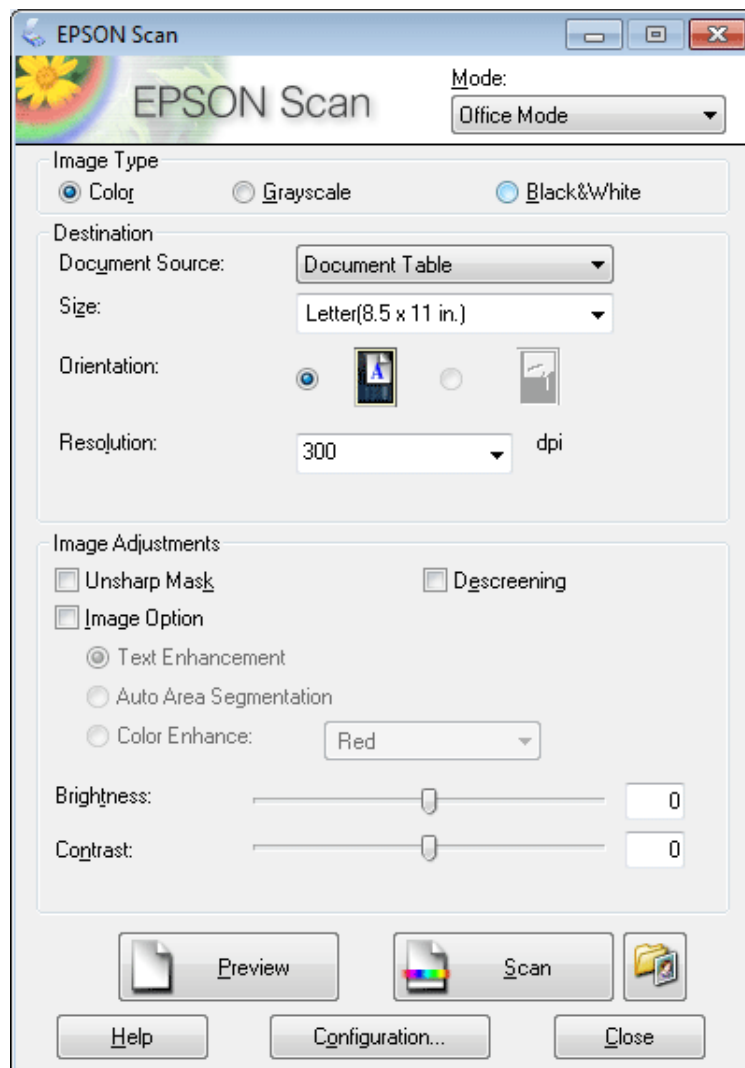 EPSON Scan
EPSON Scan
Mode:
Office Mode
Image Type
Color Grayscale Black&White
Destination
Document Source: Document Table
Size: Letter(8.5 x 11 in.)
Orientation: A
Resolution: 300 dpi
Image Adjustments
Unsharp Mask Descreening
Image Option
Text Enhancement
Auto Area Segmentation
Color Enhance: Red
Brightness: 0
Contrast: 0
Preview Scan
Help Configuration... Close